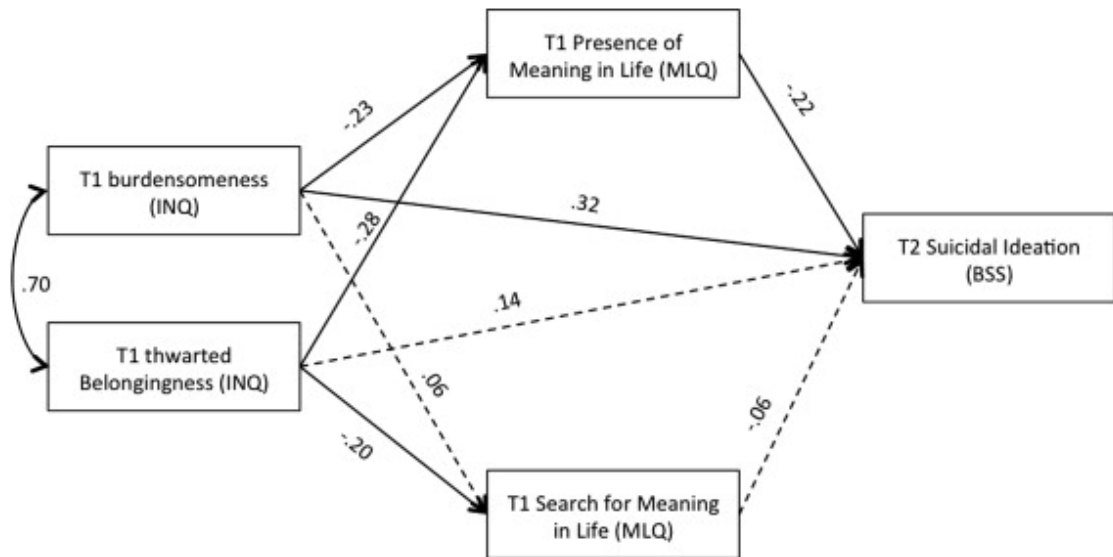 T1 Presence of
Meaning in Life (MLQ)
-.23
-.22
T1 burdensomeness
(INQ)
-.28
.32
T2 Suicidal Ideation
(BSS)
.70
.14
T1 thwarted
Belongingness (INQ)
.06
-.06
-.20
T1 Search for Meaning
in Life (MLQ)